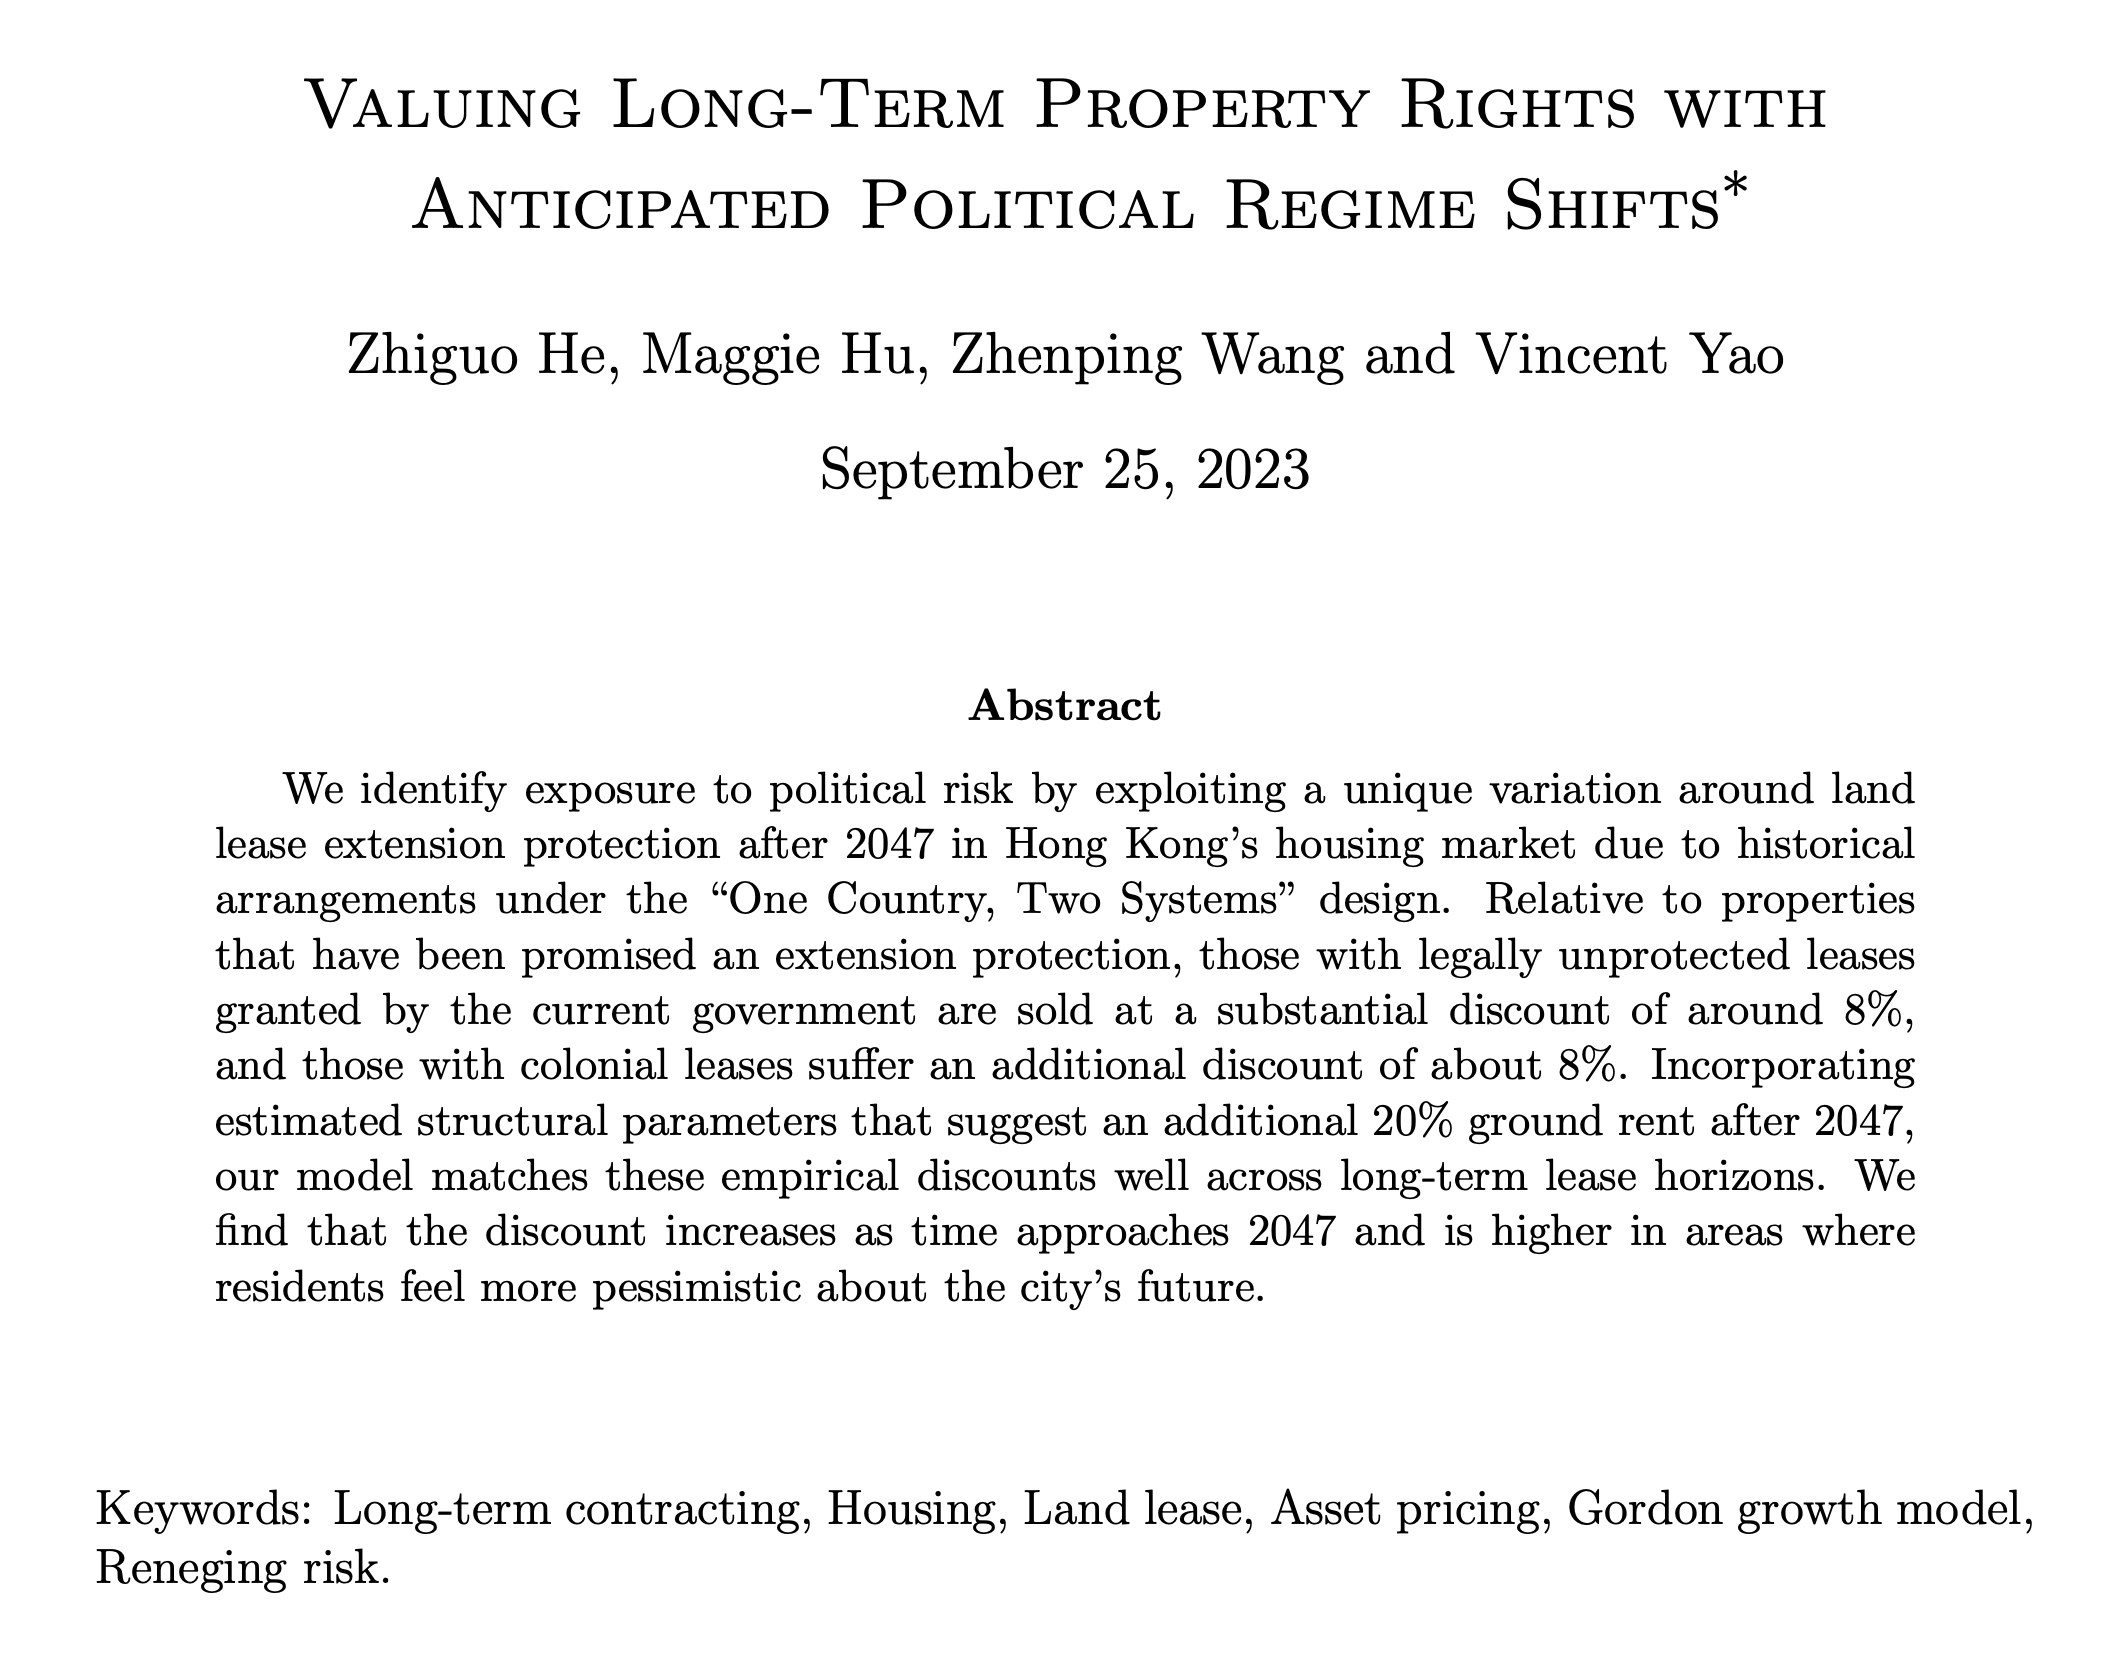 Valuing Long-Term Property Rights with
Anticipated Political Regime Shifts*
Zhiguo He, Maggie Hu, Zhenping Wang and Vincent Yao
September 25, 2023
Abstract
We identify exposure to political risk by exploiting a unique variation around land
lease extension protection after 2047 in Hong Kong’s housing market due to historical
arrangements under the “One Country, Two Systems” design. Relative to properties
that have been promised an extension protection, those with legally unprotected leases
granted by the current government are sold at a substantial discount of around 8%,
and those with colonial leases suffer an additional discount of about 8%. Incorporating
estimated structural parameters that suggest an additional 20% ground rent after 2047,
our model matches these empirical discounts well across long-term lease horizons. We
find that the discount increases as time approaches 2047 and is higher in areas where
residents feel more pessimistic about the city’s future.
Keywords: Long-term contracting, Housing, Land lease, Asset pricing, Gordon growth model,
Reneging risk.